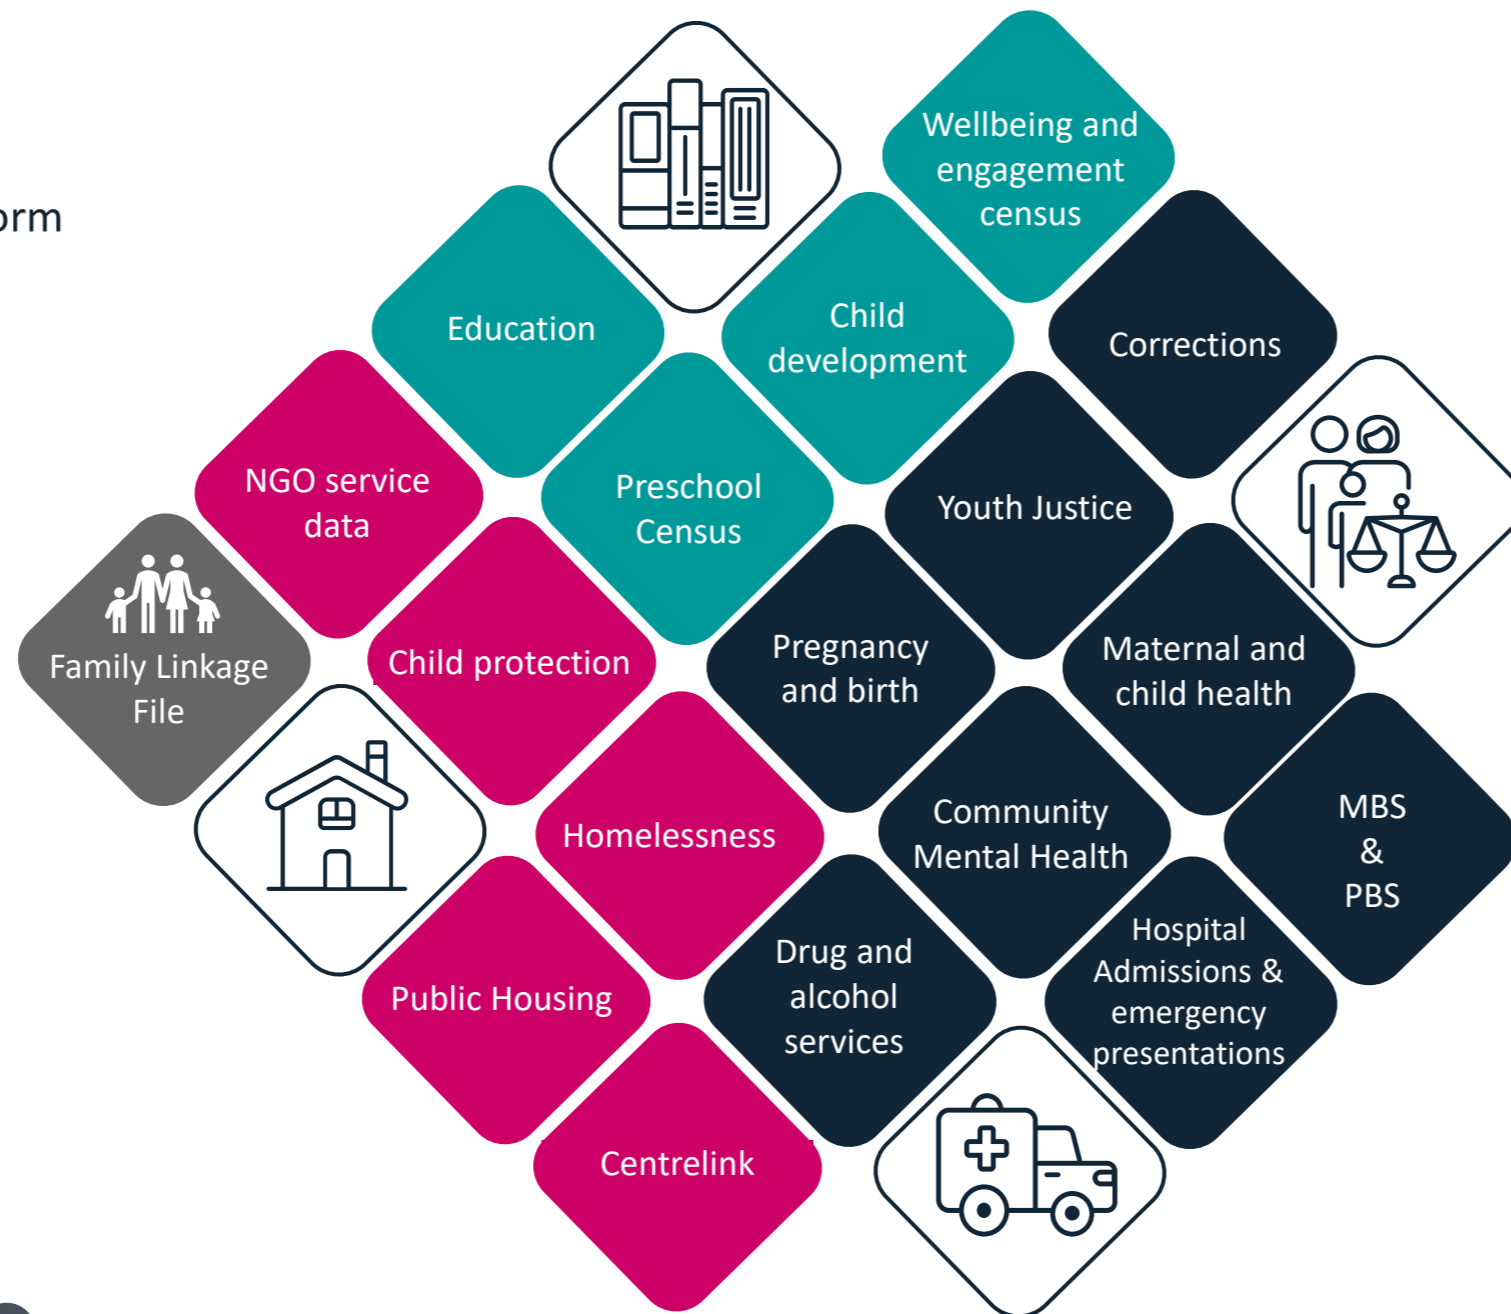 orm
Wellbeing and
engagement
census
Education
Child
development
Corrections
NGO service
data
Preschool
Census
Youth Justice
Family Linkage
File
Child protection
Pregnancy
and birth
Maternal and
child health
Homelessness
Community
Mental Health
MBS
&
PBS
Public Housing
Drug and
alcohol
services
Hospital
Admissions &
emergency
presentations
Centrelink